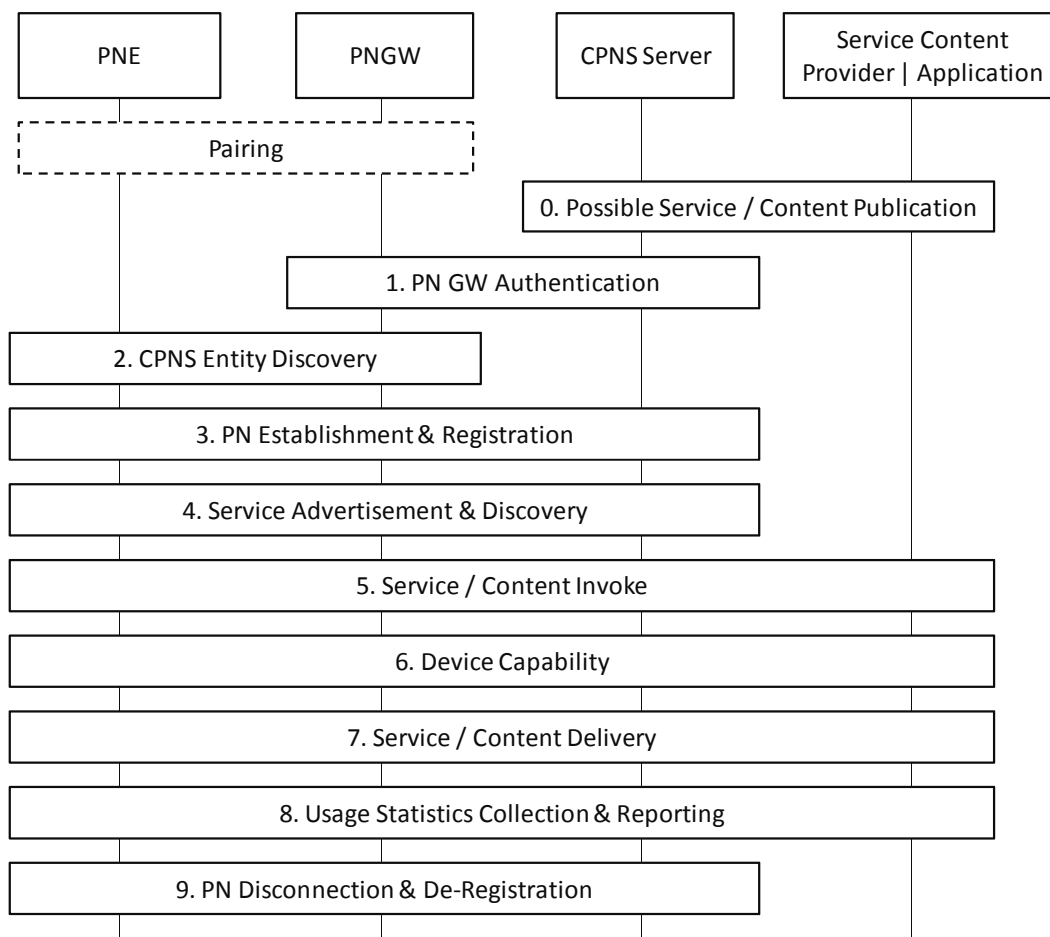 PNE
PNGW
CPNS Server
Service Content
Provider | Application
Pairing
0. Possible Service / Content Publication
1. PN GW Authentication
2. CPNS Entity Discovery
3. PN Establishment & Registration
4. Service Advertisement & Discovery
5. Service / Content Invoke
6. Device Capability
7. Service / Content Delivery
8. Usage Statistics Collection & Reporting
9. PN Disconnection & De-Registration